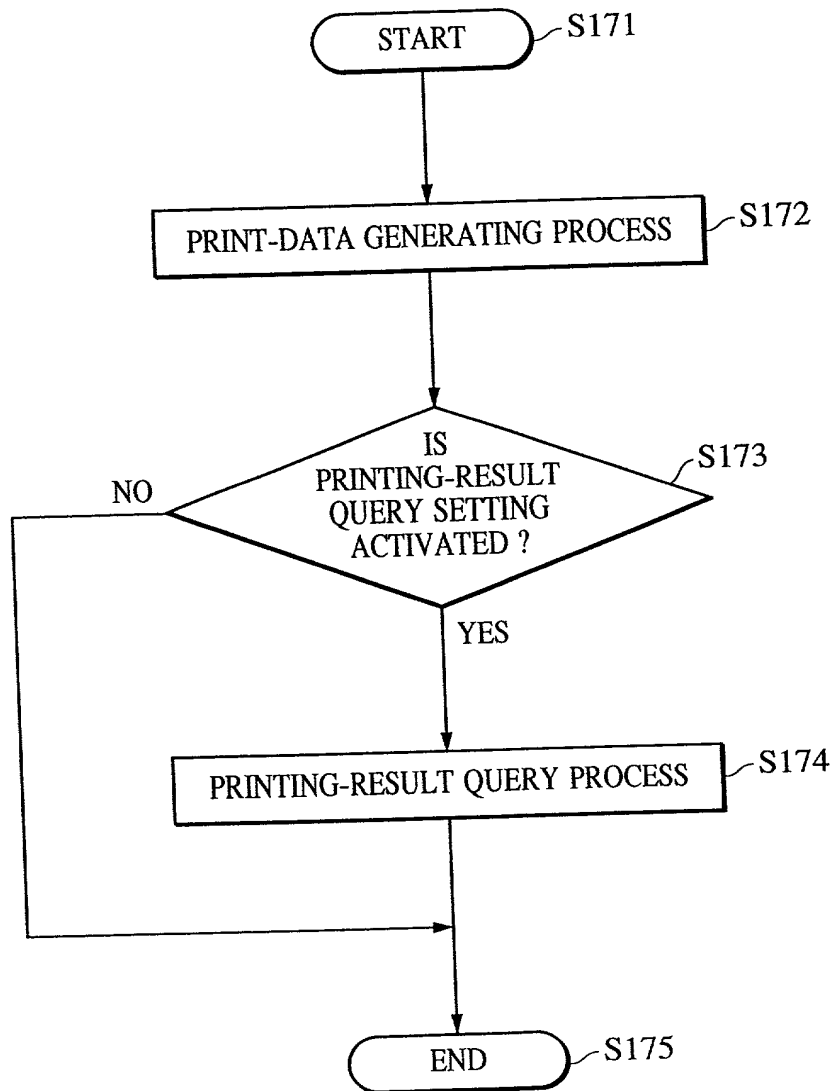 START
S171
PRINT-DATA GENERATING PROCESS
S172
IS
PRINTING-RESULT
QUERY SETTING
ACTIVATED ?
S173
NO
YES
PRINTING-RESULT QUERY PROCESS
S174
END
S175